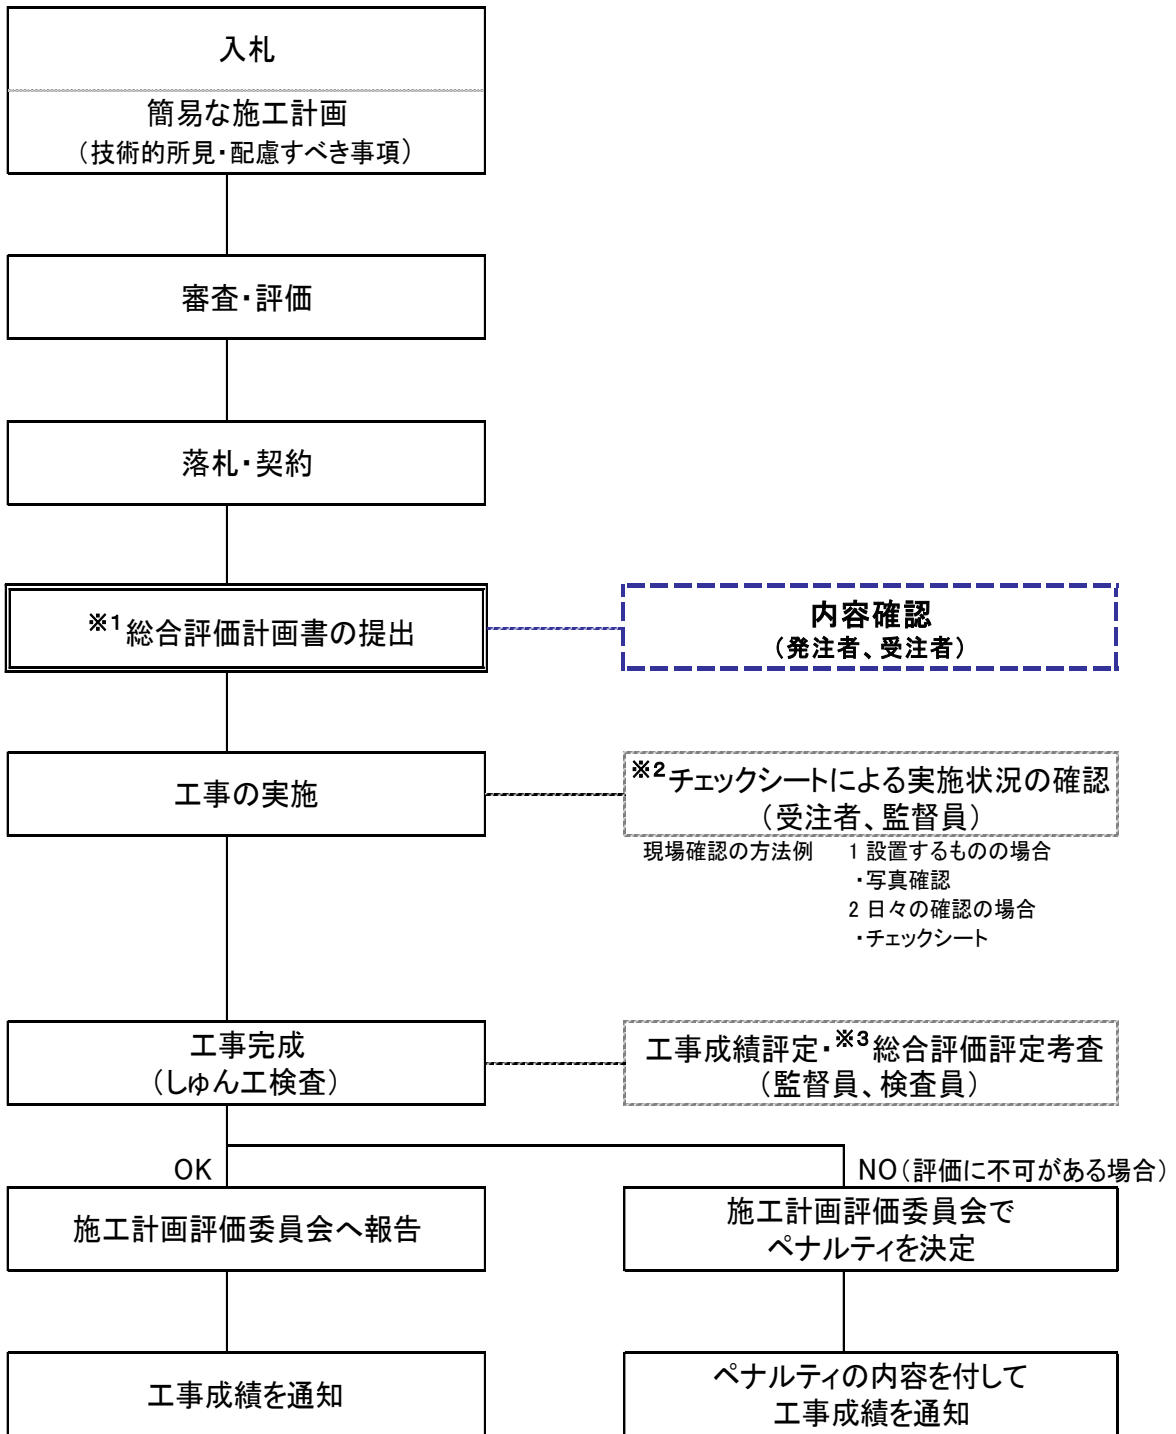 入札
簡易な施工計画
（技術的所見・配慮すべき事項）
審査・評価
落札・契約
※1総合評価計画書の提出
内容確認
（発注者、受注者）
工事の実施
※2チェックシートによる実施状況の確認
（受注者、監督員）
現場確認の方法例　1 設置するものの場合
・写真確認
2 日々の確認の場合
・チェックシート
工事完成
（しゅん工検査）
工事成績評定・※3総合評価評定考査
（監督員、検査員）
OK
NO（評価に不可がある場合）
施工計画評価委員会へ報告
施工計画評価委員会で
ペナルティを決定
工事成績を通知
ペナルティの内容を付して
工事成績を通知